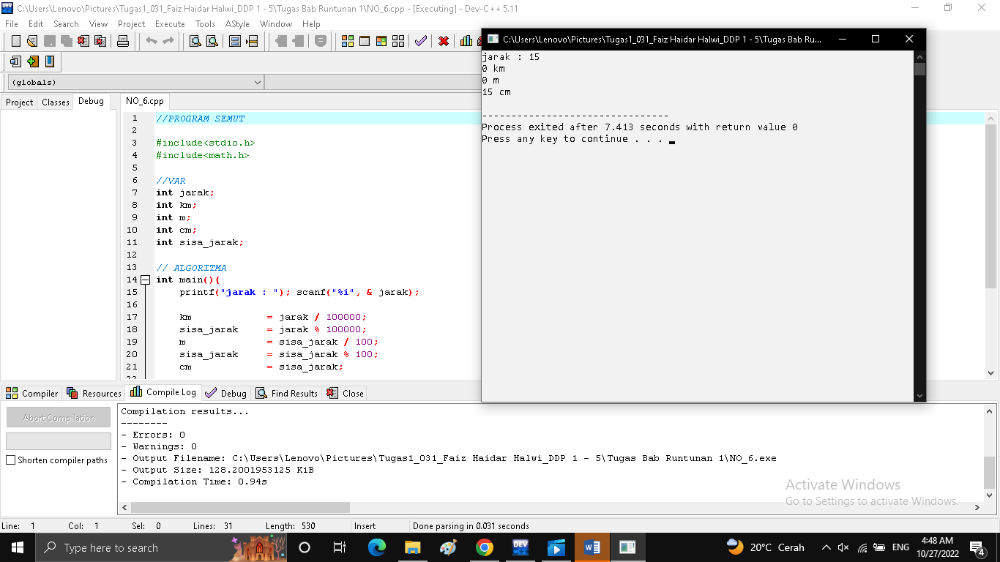 C:\Users\Lenovo\Pictures\Tugas1_031_Faiz Haidar Halwi_DDP 1 - 5\Tugas Bab Runtunan 1\NO_6.cpp - [Executing] - Dev-C++ 5.11
File Edit Search View Project Execute Tools AStyle Window Help
(globals)
Project Classes Debug
NO_6.cpp
1 //PROGRAM SEMUT
2
3 #include<stdio.h>
4 #include<math.h>
5
6 //VAR
7 int jarak;
8 int km;
9 int m;
10 int cm;
11 int sisa_jarak;
12
13 // ALGORITMA
14 int main(){
15 printf("jarak : "); scanf("%i", & jarak);
16
17 km = jarak / 100000;
18 sisa_jarak = jarak % 100000;
19 m = sisa_jarak / 100;
20 sisa_jarak = sisa_jarak % 100;
21 cm = sisa_jarak;
22
C:\Users\Lenovo\Pictures\Tugas1_031_Faiz Haidar Halwi_DDP 1 - 5\Tugas Bab Ru...
jarak : 15
0 km
0 m
15 cm
--------------------------------
Process exited after 7.413 seconds with return value 0
Press any key to continue . . .
Compiler Resources Compile Log Debug Find Results Close
Abort Compilation
Shorten compiler paths
Compilation results...
--------
- Errors: 0
- Warnings: 0
- Output Filename: C:\Users\Lenovo\Pictures\Tugas1_031_Faiz Haidar Halwi_DDP 1 - 5\Tugas Bab Runtunan 1\NO_6.exe
- Output Size: 128.2001953125 KiB
- Compilation Time: 0.94s
Activate Windows
Go to Settings to activate Windows.
Line: 1 Col: 1 Sel: 0 Lines: 31 Length: 530 Insert Done parsing in 0.031 seconds
Type here to search
DEV
20°C Cerah
ENG
4:48 AM
10/27/2022
4